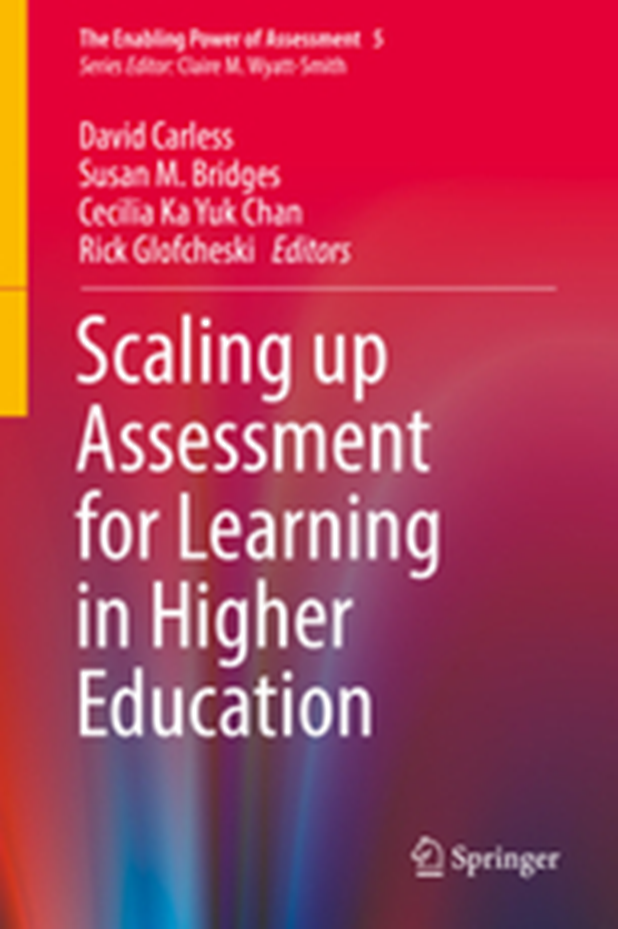 The Enabling Power of Assessment 5
Series Editor: Claire M. Wyatt-Smith
David Carless
Susan M. Bridges
Cecilia Ka Yuk Chan
Rick Glofcheski Editors
Scaling up
Assessment
for Learning
in Higher
Education
Springer